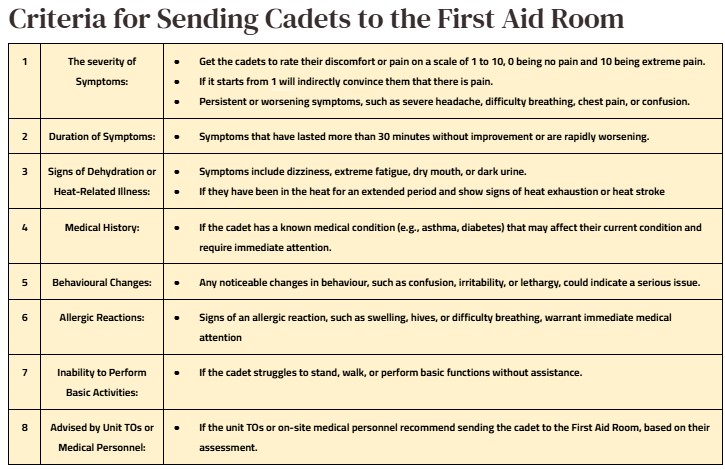 Criteria for Sending Cadets to the First Aid Room
1
The severity of
Symptoms:
• Get the cadets to rate their discomfort or pain on a scale of 1 to 10, 0 being no pain and 10 being extreme pain.
• If it starts from 1 will indirectly convince them that there is pain.
• Persistent or worsening symptoms, such as severe headache, difficulty breathing, chest pain, or confusion.
2
Duration of Symptoms:
• Symptoms that have lasted more than 30 minutes without improvement or are rapidly worsening.
3
Signs of Dehydration or
Heat-Related Illness:
• Symptoms include dizziness, extreme fatigue, dry mouth, or dark urine.
• If they have been in the heat for an extended period and show signs of heat exhaustion or heat stroke
4
Medical History:
• If the cadet has a known medical condition (e.g., asthma, diabetes) that may affect their current condition and
require immediate attention.
5
Behavioural Changes:
• Any noticeable changes in behaviour, such as confusion, irritability, or lethargy, could indicate a serious issue.
6
Allergic Reactions:
• Signs of an allergic reaction, such as swelling, hives, or difficulty breathing, warrant immediate medical
attention
7
Inability to Perform
Basic Activities:
• If the cadet struggles to stand, walk, or perform basic functions without assistance.
8
Advised by Unit TOs or
Medical Personnel:
• If the unit TOs or on-site medical personnel recommend sending the cadet to the First Aid Room, based on their
assessment.